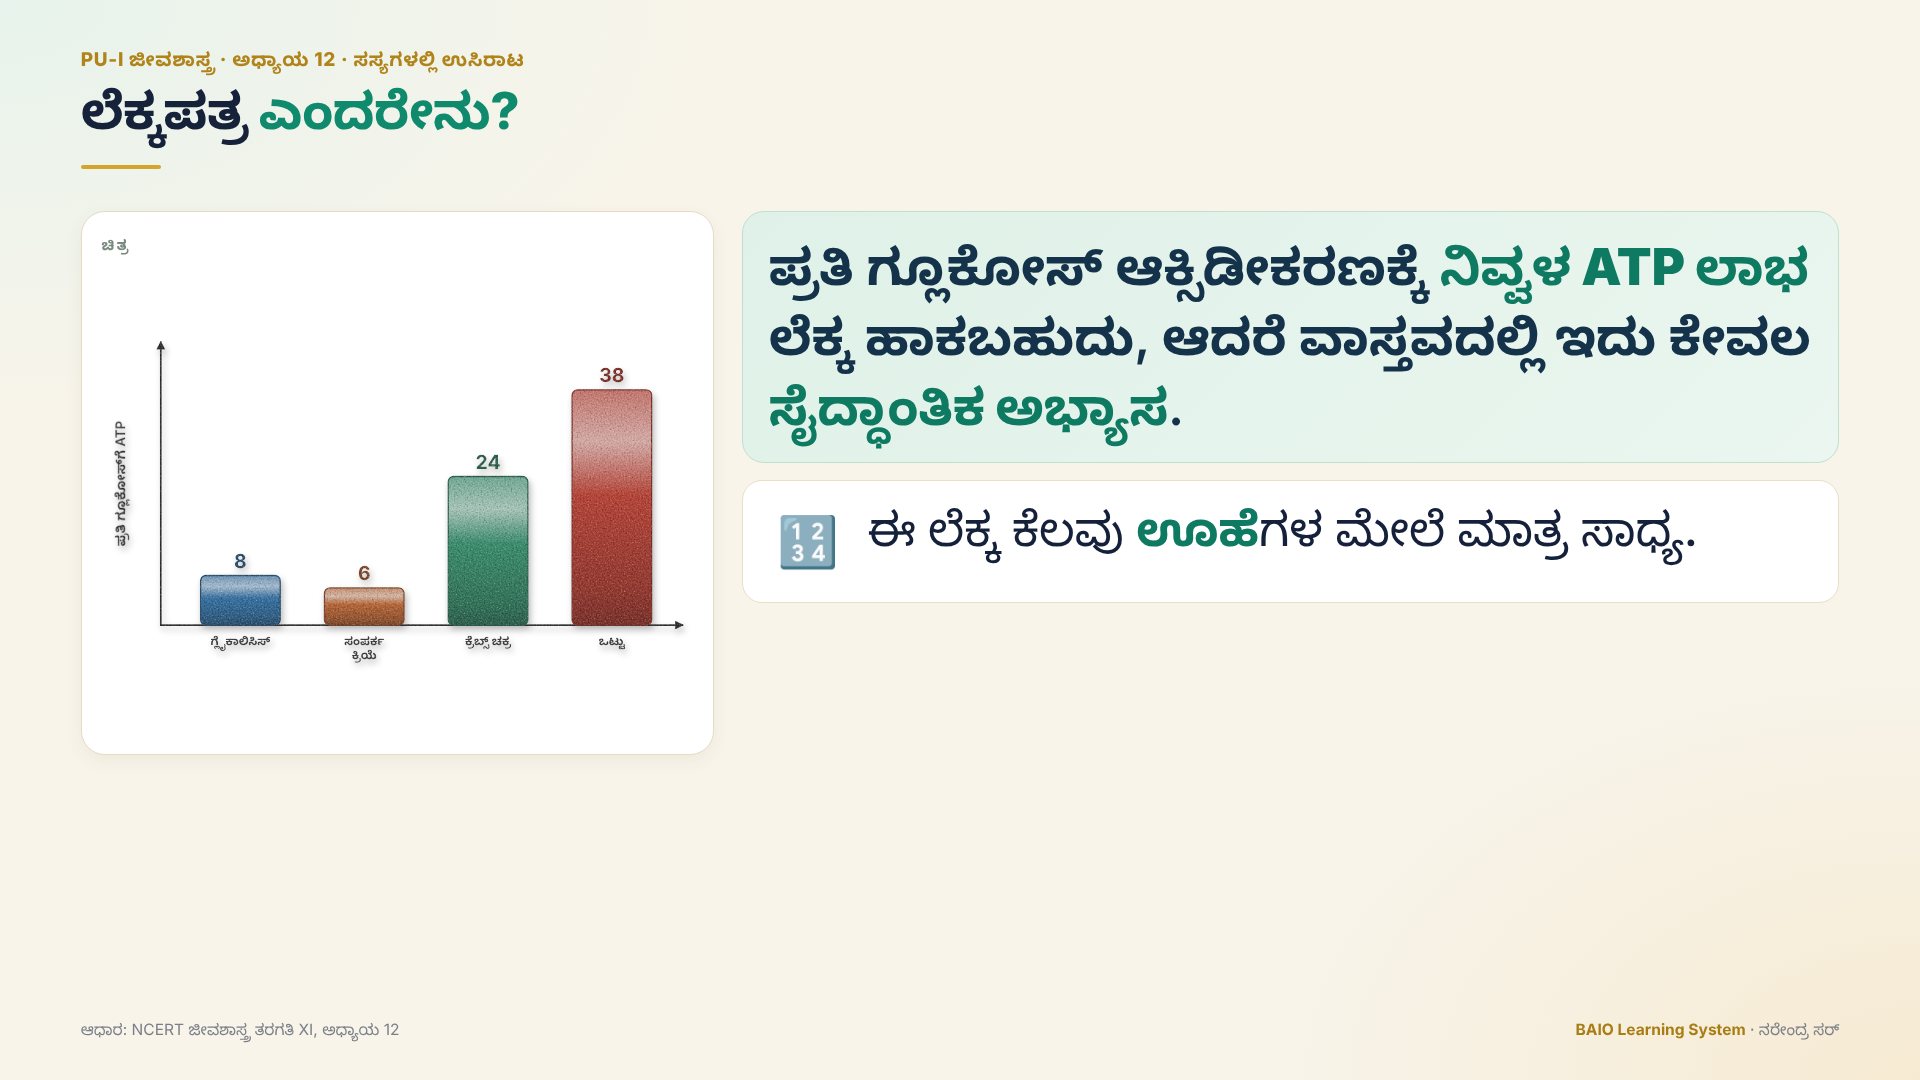 PU-I ಜೀವಶಾಸ್ತ್ರ · ಅಧ್ಯಾಯ 12 · ಸಸ್ಯಗಳಲ್ಲಿ ಉಸಿರಾಟ
ಲೆಕ್ಕಪತ್ರ ಎಂದರೇನು?
ಚಿತ್ರ
ಪ್ರತಿ ಗ್ಲೂಕೋಸ್‌ಗೆ ATP
8
6
24
38
ಗ್ಲೈಕಾಲಿಸಿಸ್
ಸಂಪರ್ಕ
ಕ್ರಿಯೆ
ಕ್ರೆಬ್ಸ್ ಚಕ್ರ
ಒಟ್ಟು
ಪ್ರತಿ ಗ್ಲೂಕೋಸ್ ಆಕ್ಸಿಡೀಕರಣಕ್ಕೆ ನಿವ್ವಳ ATP ಲಾಭ
ಲೆಕ್ಕ ಹಾಕಬಹುದು, ಆದರೆ ವಾಸ್ತವದಲ್ಲಿ ಇದು ಕೇವಲ
ಸೈದ್ಧಾಂತಿಕ ಅಭ್ಯಾಸ.
🔢 ಈ ಲೆಕ್ಕ ಕೆಲವು ಊಹೆಗಳ ಮೇಲೆ ಮಾತ್ರ ಸಾಧ್ಯ.
ಆಧಾರ: NCERT ಜೀವಶಾಸ್ತ್ರ ತರಗತಿ XI, ಅಧ್ಯಾಯ 12
BAIO Learning System · ನರೇಂದ್ರ ಸರ್